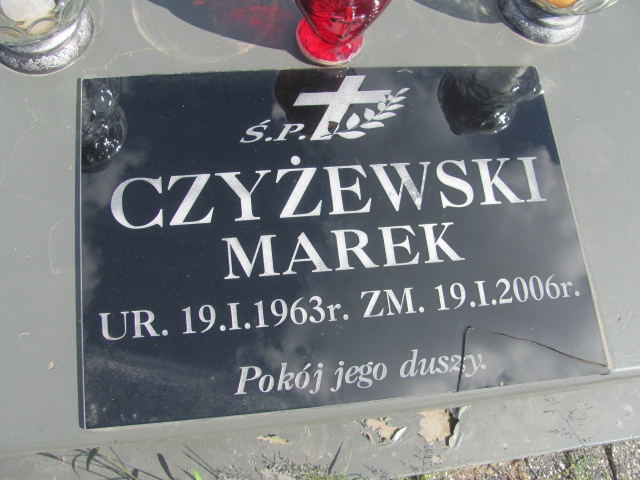 Ś.P.
CZYŻEWSKI
MAREK
UR. 19.I.1963r. ZM. 19.I.2006r.
Pokój jego duszy.